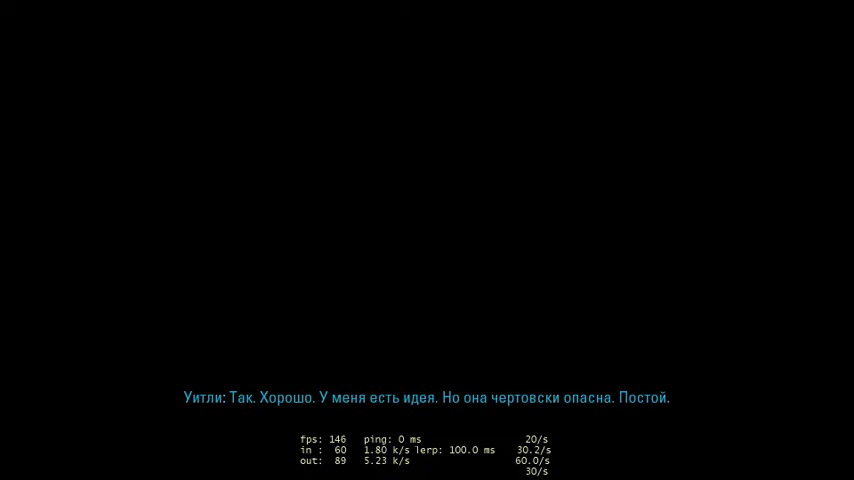 Уитли: Так. Хорошо. У меня есть идея. Но она чертовски опасна. Постой.
fps: 146 ping: 0 ms 20/s
in : 60 1.80 k/s lerp: 100.0 ms 30.2/s
out: 89 5.23 k/s 60.0/s
30/s